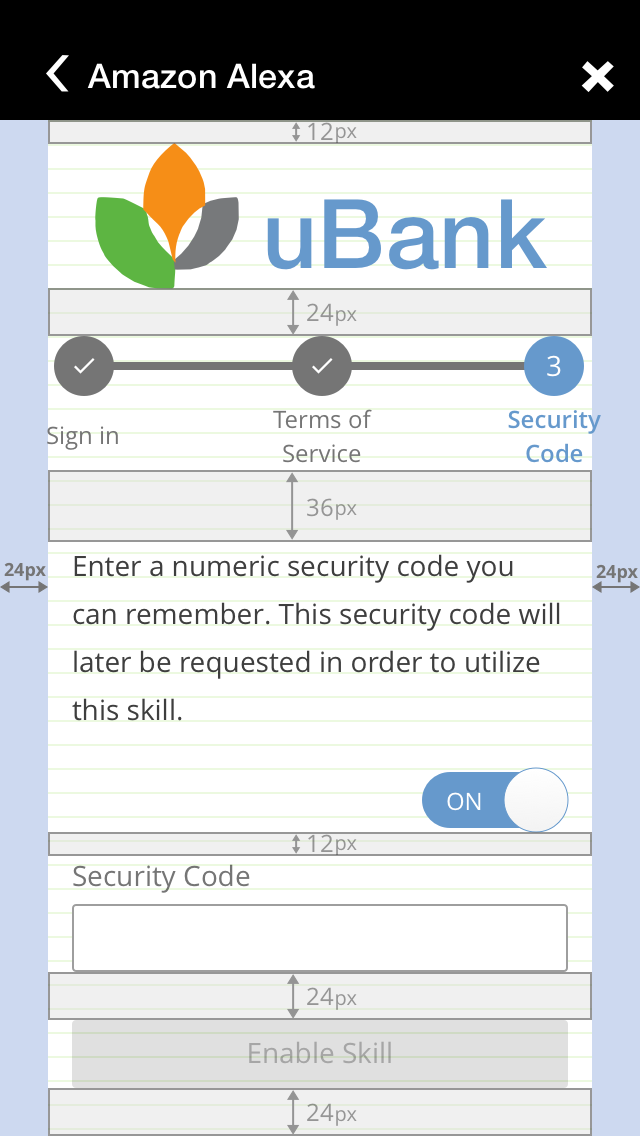 Amazon Alexa
12px
uBank
24px
3
Sign in
Terms of
Service
Security
Code
36px
24px
24px
Enter a numeric security code you
can remember. This security code will
later be requested in order to utilize
this skill.
ON
12px
Security Code
24px
Enable Skill
24px